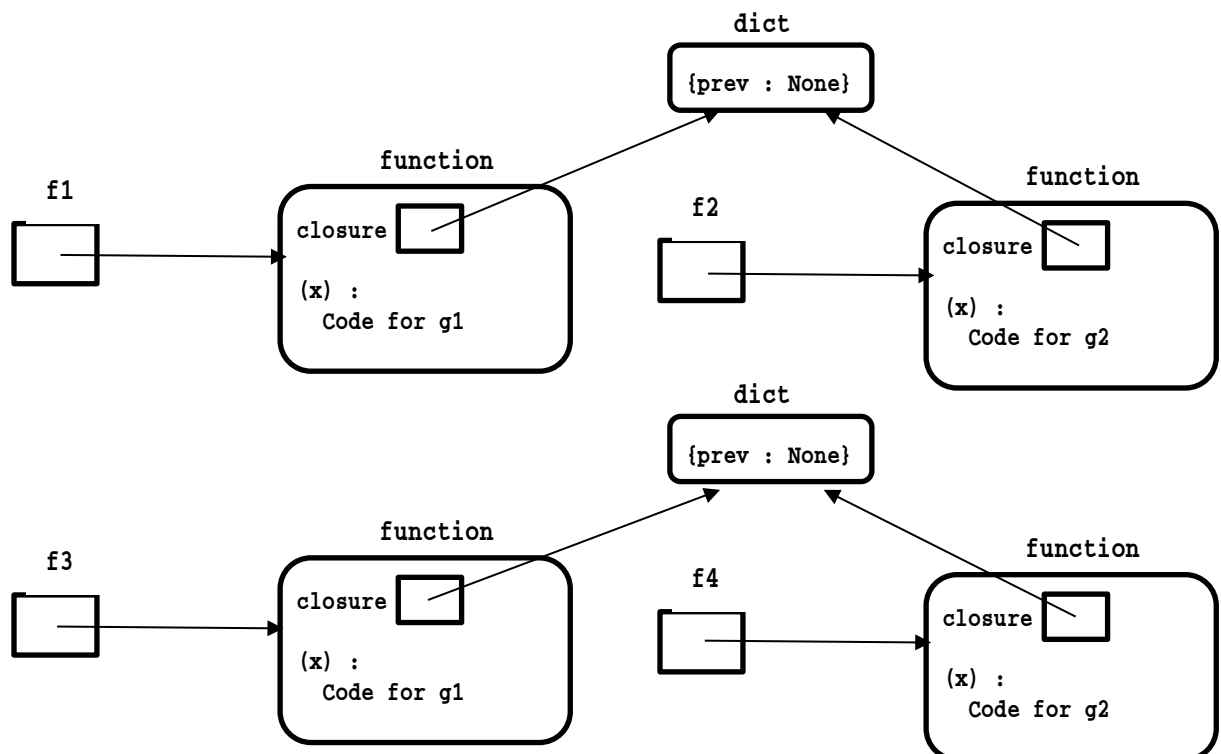 dict
{prev : None}
function
f1
closure
(x) :
Code for g1
function
f2
closure
(x) :
Code for g2
dict
{prev : None}
function
f3
closure
(x) :
Code for g1
function
f4
closure
(x) :
Code for g2